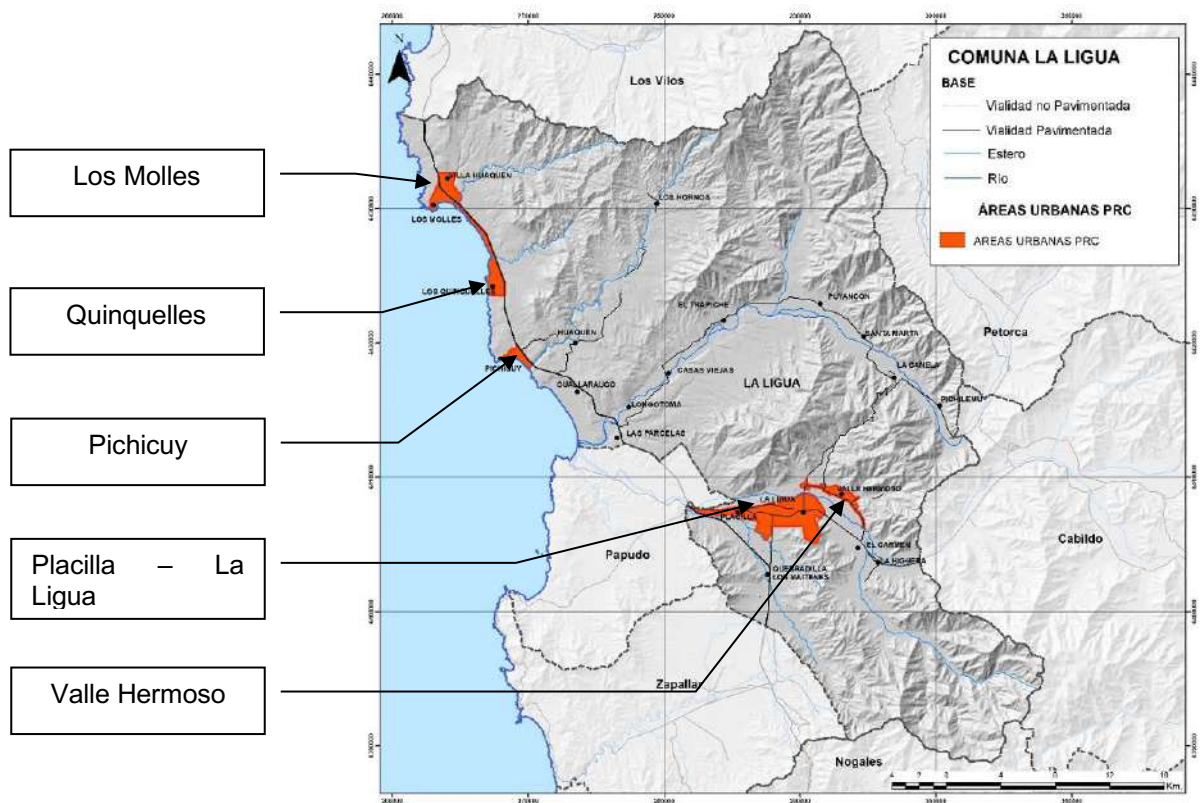 Los Molles
Quinquelles
Pichicuy
Placilla – La
Ligua
Valle Hermoso
N
COMUNA LA LIGUA
BASE
Vialidad no Pavimentada
Vialidad Pavimentada
Estero
Río
ÁREAS URBANAS PRC
AREAS URBANAS PRC
Los Vilos
VILLA HUAQUEN
LOS MOLLES
LOS HORNOS
LOS QUINQUELLES
EL TRAPICHE
PUYANCON
SANTA MARTA
Petorca
HUAQUEN
PICHICUY
LA CANELA
CASAS VIEJAS
LA LIGUA
GUALLARAUCO
PICHILEMU
LONGOTOMA
LAS PARCELAS
VALLE HERMOSO
LA LIGUA
PLACILLA
Cabildo
Papudo
EL CARMEN
LA HIGUERA
QUEBRADILLA
LOS MAITENES
Zapallar
Nogales
Km.